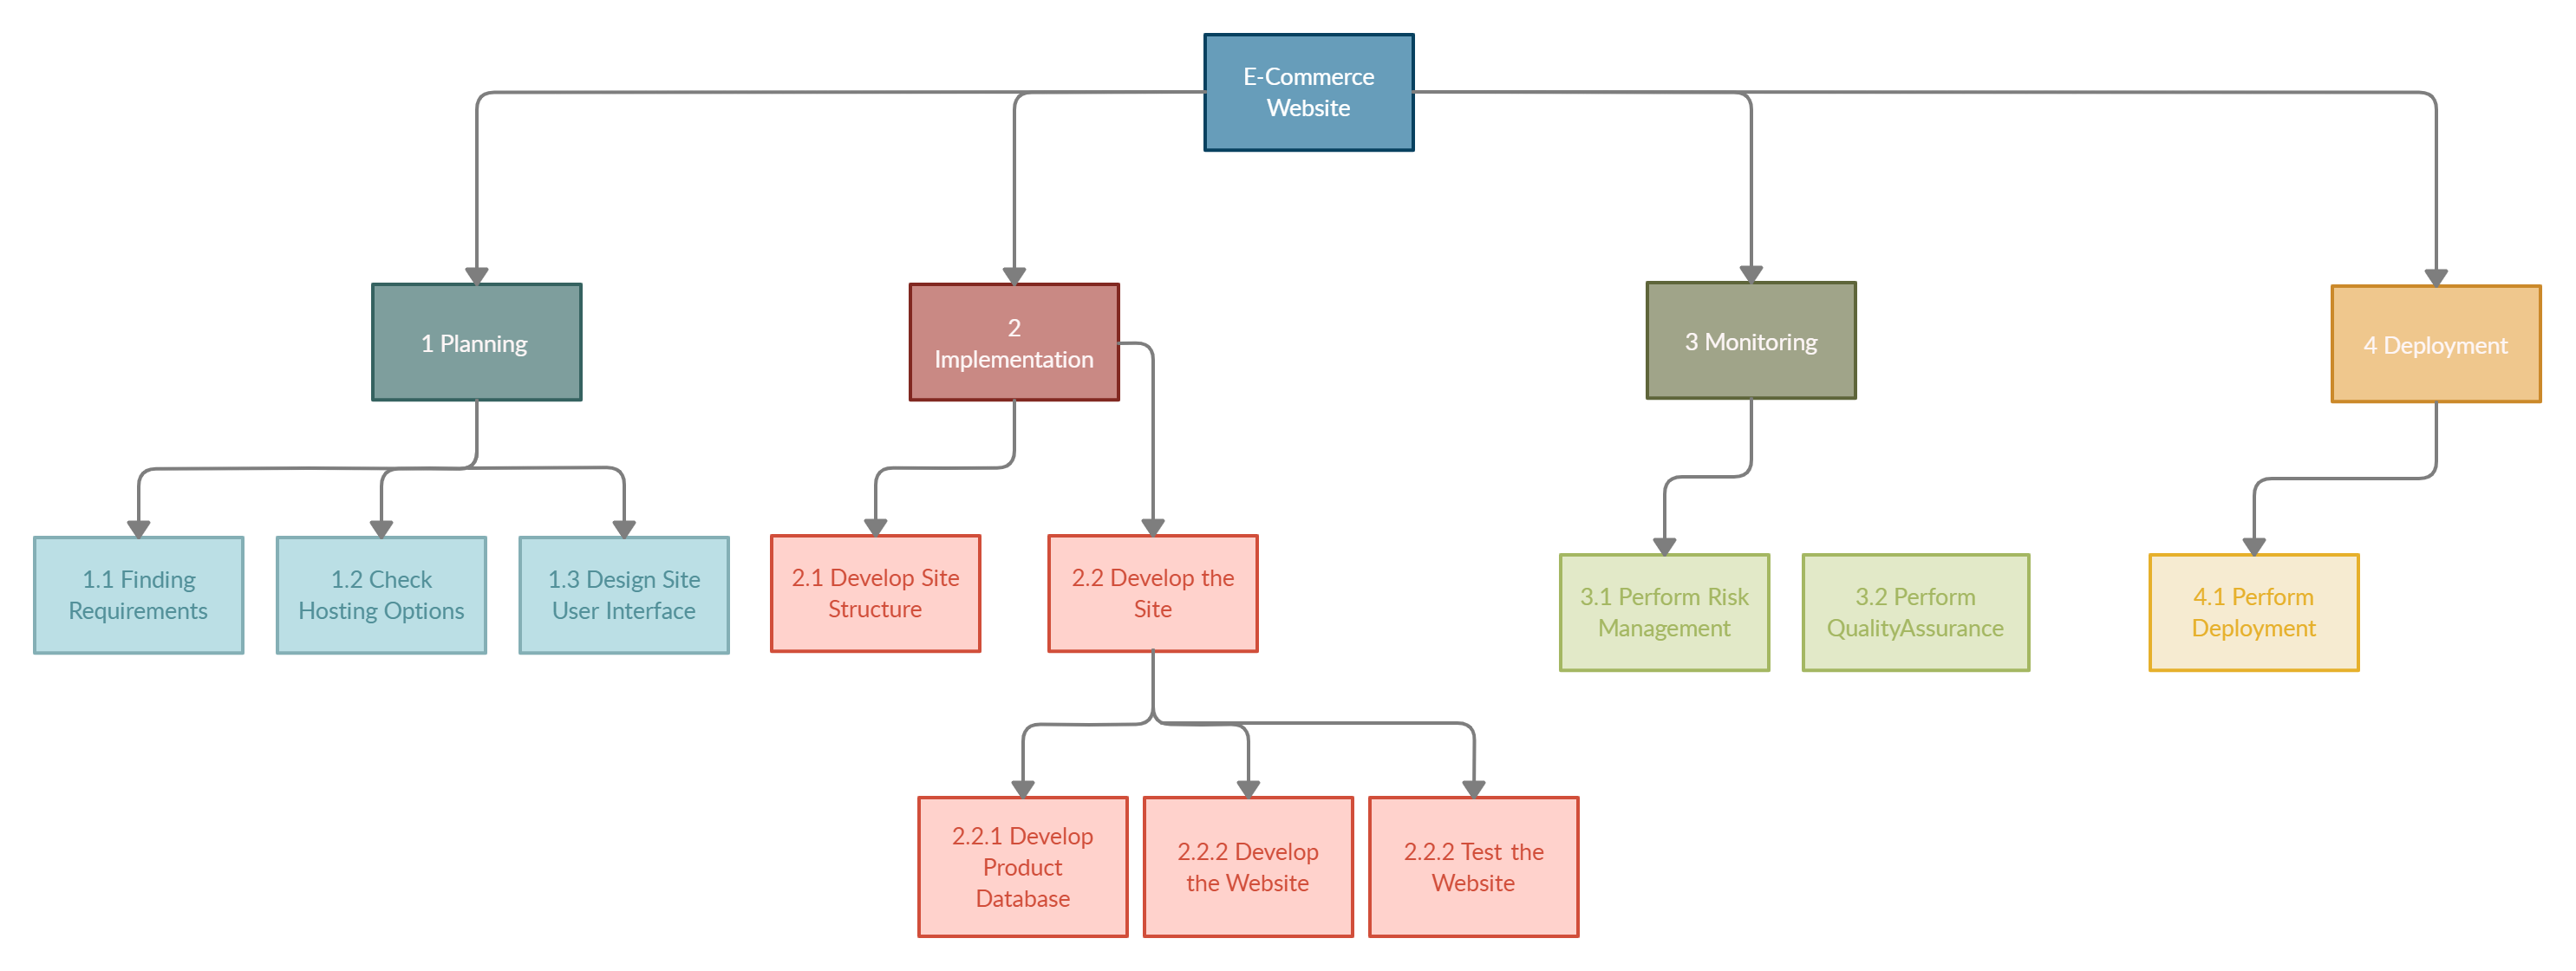 E-Commerce
Website
1 Planning
2
Implementation
3 Monitoring
4 Deployment
1.1 Finding
Requirements
1.2 Check
Hosting Options
1.3 Design Site
User Interface
2.1 Develop Site
Structure
2.2 Develop the
Site
3.1 Perform Risk
Management
3.2 Perform
QualityAssurance
4.1 Perform
Deployment
2.2.1 Develop
Product
Database
2.2.2 Develop
the Website
2.2.2 Test the
Website